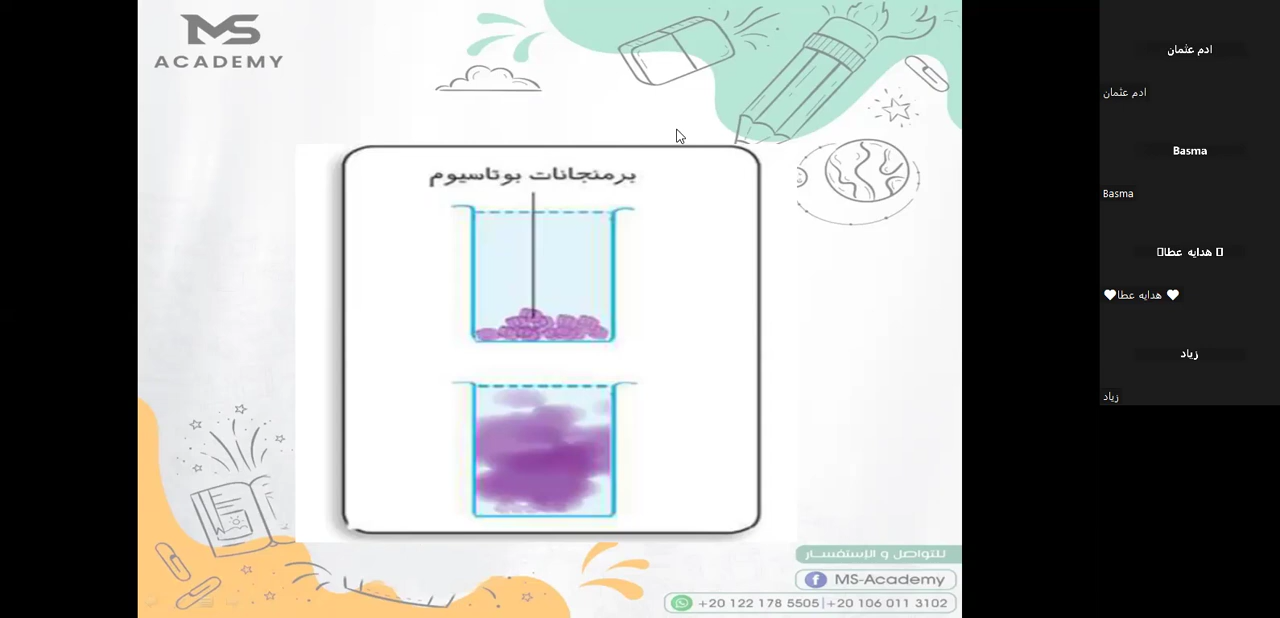 MS
ACADEMY
برمنجانات بوتاسيوم
للتواصل و الإستفسار
MS-Academy
+20 122 178 5505|+20 106 011 3102
ادم عثمان
ادم عثمان
Basma
Basma
هدايه عطا
♥ هدايه عطا ♥
زياد
زياد